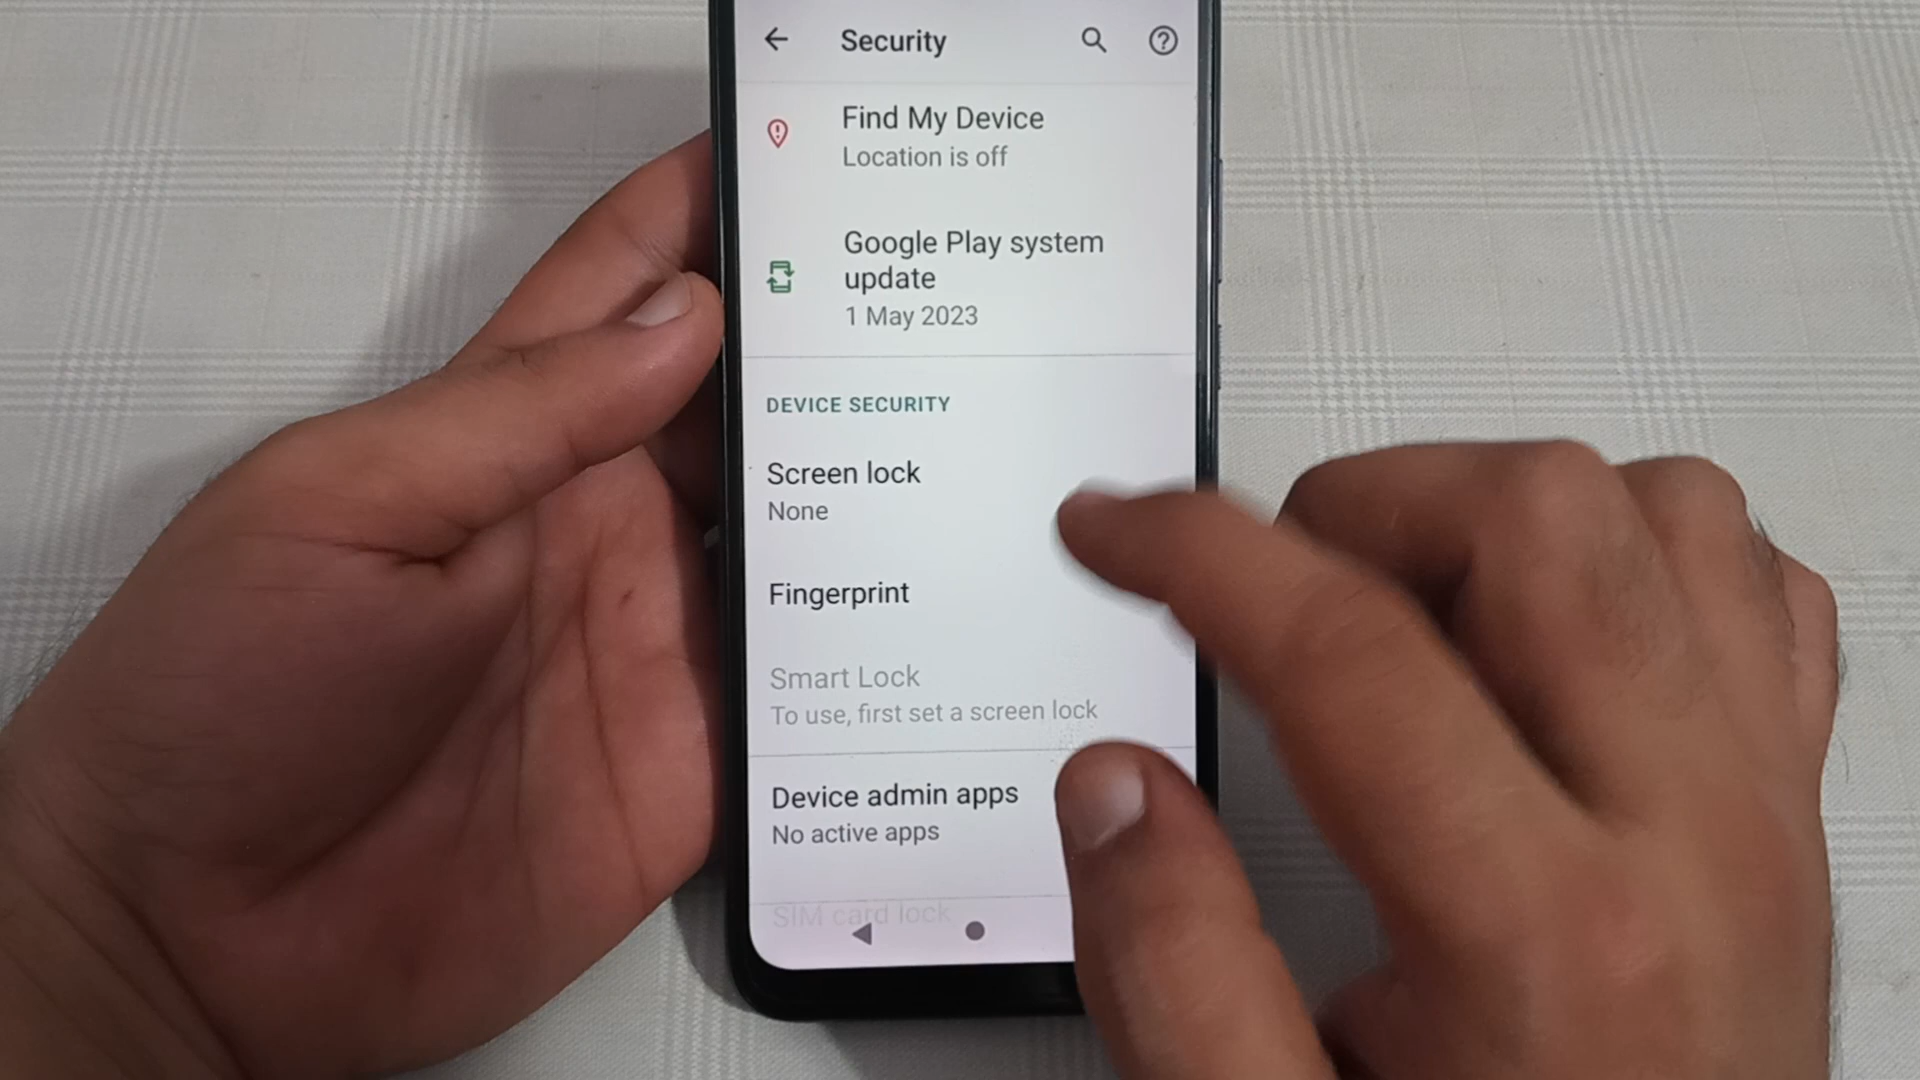 Security
Find My Device
Location is off
Google Play system
update
1 May 2023
DEVICE SECURITY
Screen lock
None
Fingerprint
Smart Lock
To use, first set a screen lock
Device admin apps
No active apps
SIM card lock